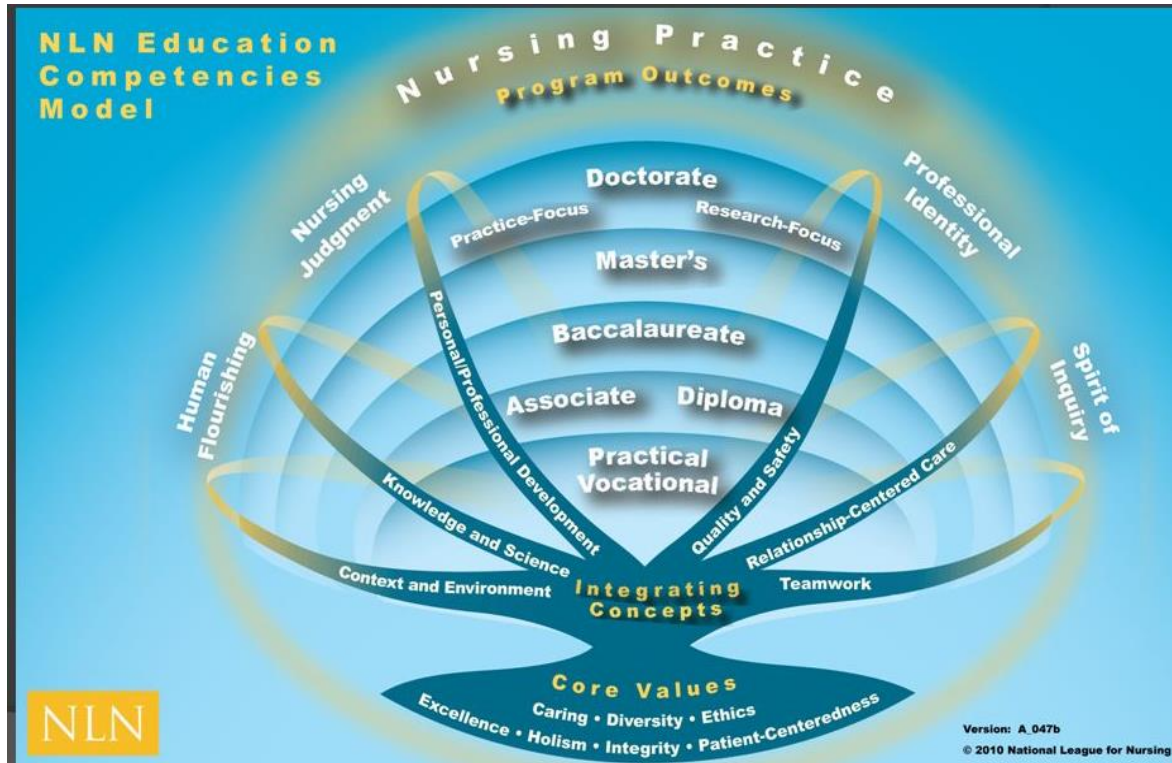 NLN Education
Competencies
Model
Nursing Practice
Program Outcomes
Human
Flourishing
Nursing
Judgment
Professional
Identity
Spirit of
Inquiry
Doctorate
Practice-Focus
Research-Focus
Master's
Baccalaureate
Associate
Diploma
Practical
Vocational
Context and Environment
Knowledge and Science
Personal/Professional Development
Quality and Safety
Relationship-Centered Care
Teamwork
Integrating
Concepts
Core Values
Caring • Diversity • Ethics
Excellence • Holism • Integrity • Patient-Centeredness
NLN
Version: A_047b
© 2010 National League for Nursing